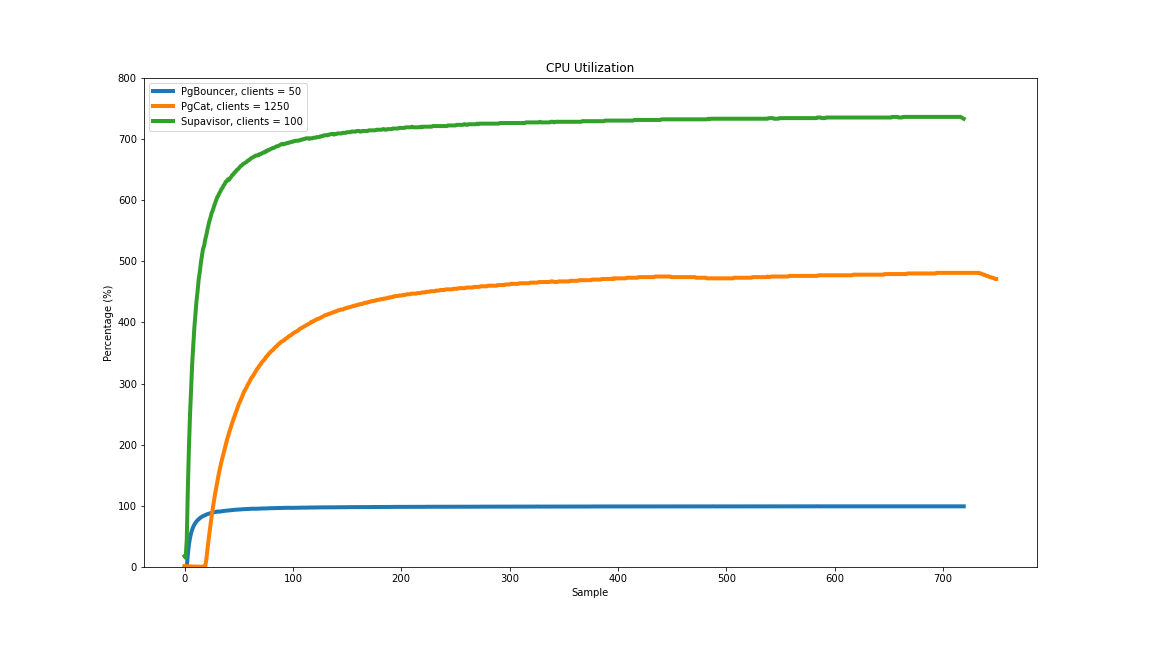 CPU Utilization
PgBouncer, clients = 50
PgCat, clients = 1250
Supavisor, clients = 100
800
700
600
500
400
300
200
100
0
Percentage (%)
0 100 200 300 400 500 600 700
Sample